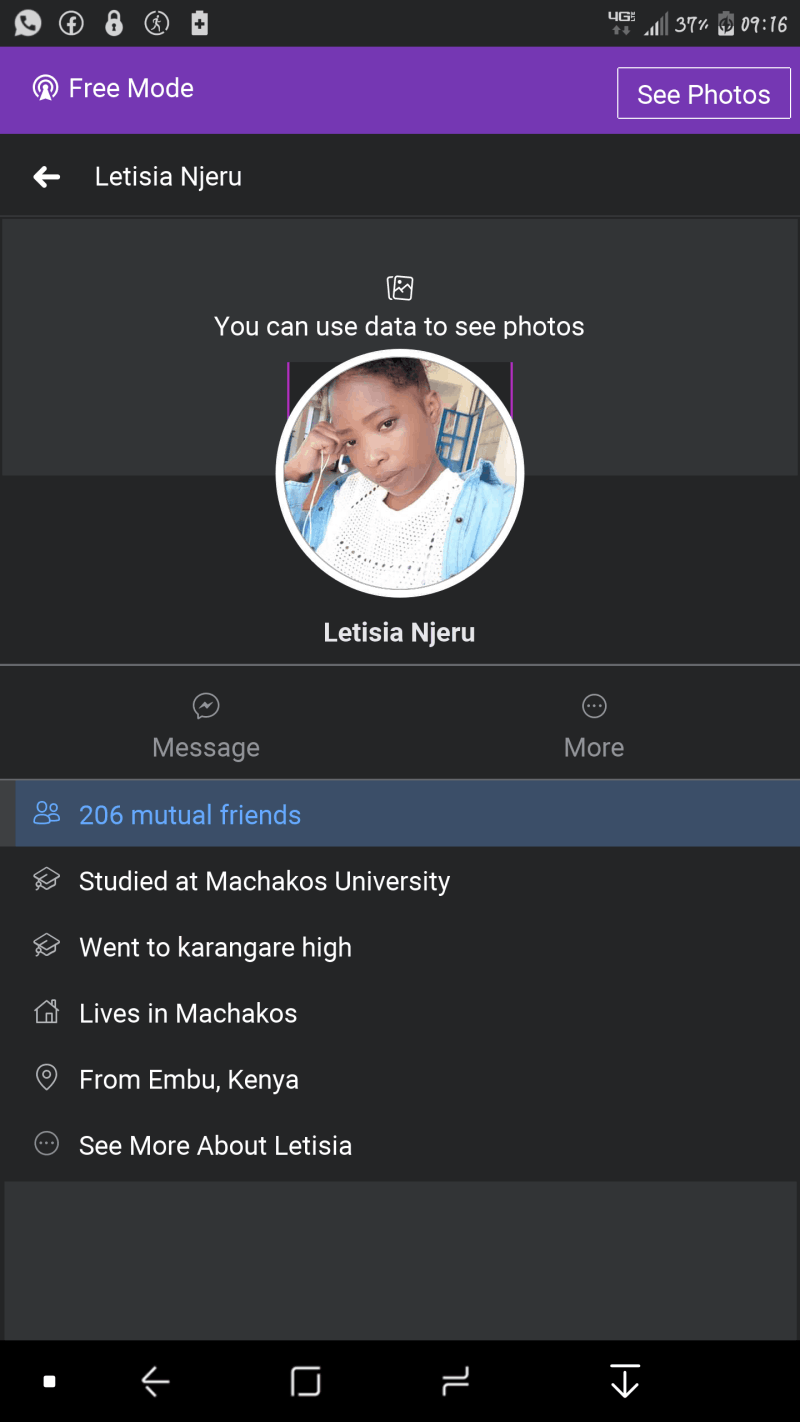 4G 37% 09:16
Free Mode
See Photos
Letisia Njeru
You can use data to see photos
Letisia Njeru
Message
More
206 mutual friends
Studied at Machakos University
Went to karangare high
Lives in Machakos
From Embu, Kenya
See More About Letisia